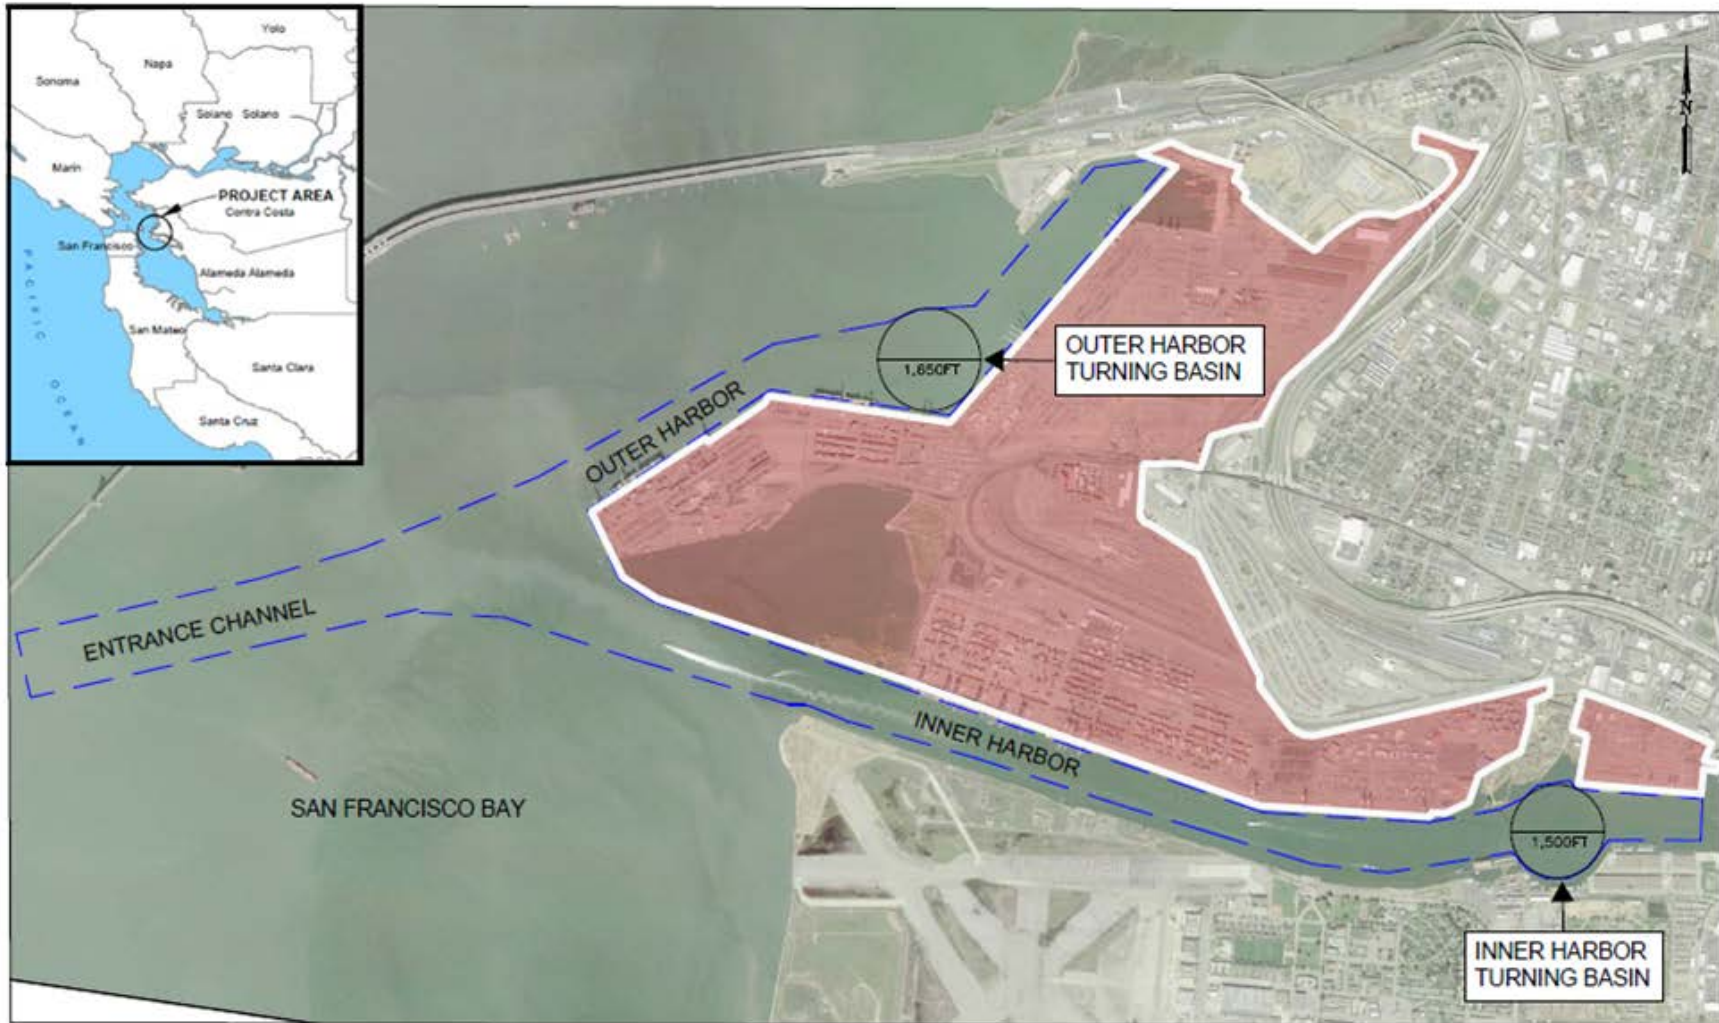 Yolo
Napa
Sonoma
Solano Solano
Marin
PROJECT AREA
Contra Costa
San Francisco
Alameda Alameda
PACIFIC OCEAN
San Mateo
Santa Clara
Santa Cruz
N
OUTER HARBOR
TURNING BASIN
1,650FT
OUTER HARBOR
ENTRANCE CHANNEL
INNER HARBOR
SAN FRANCISCO BAY
1,500FT
INNER HARBOR
TURNING BASIN